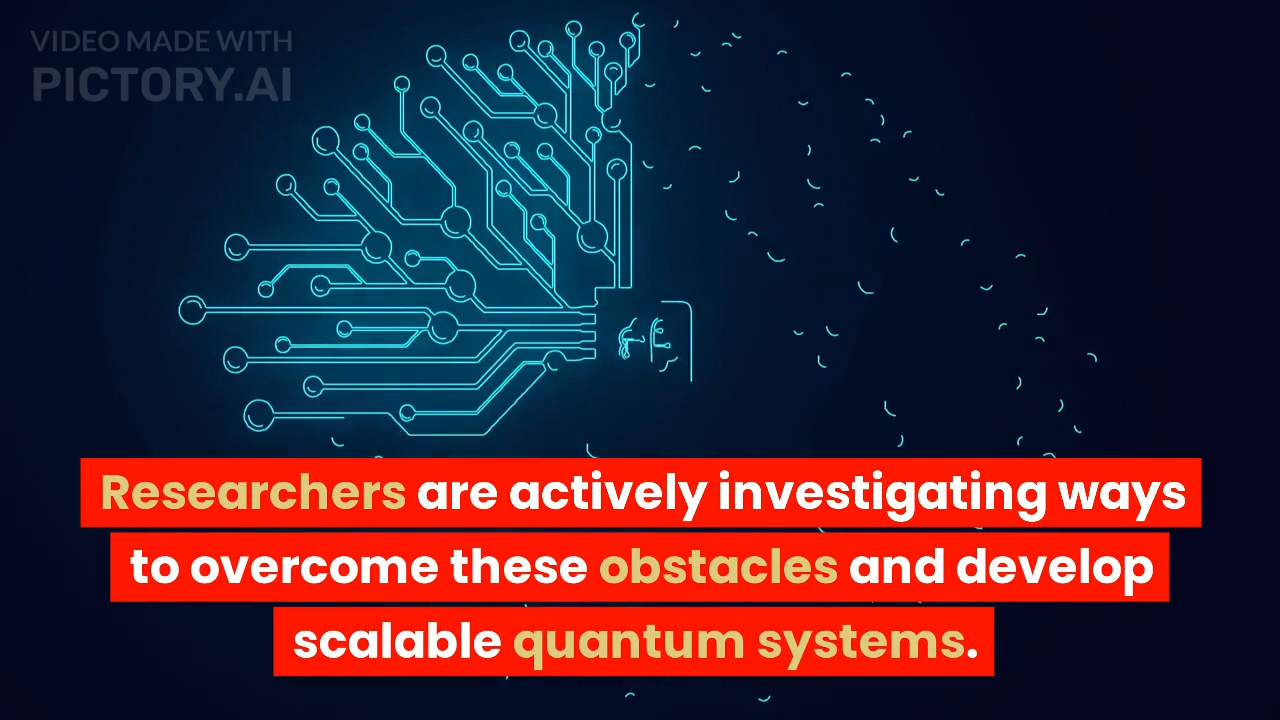 VIDEO MADE WITH
PICTORY.AI
Researchers are actively investigating ways
to overcome these obstacles and develop
scalable quantum systems.